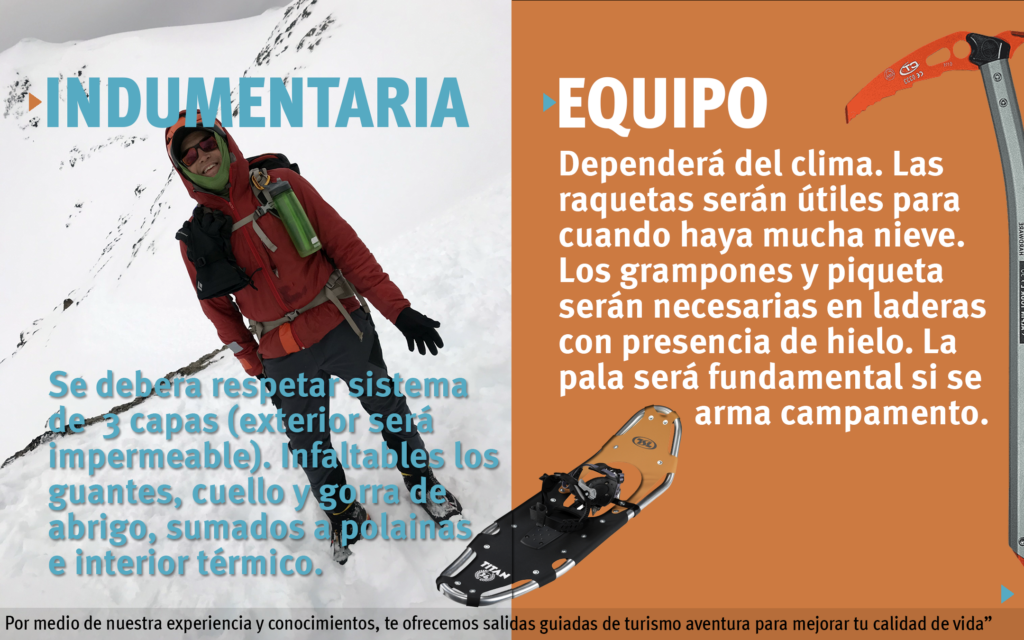 INDUMENTARIA
Se deberá respetar sistema
de 3 capas (exterior será
impermeable). Infaltables los
guantes, cuello y gorra de
abrigo, sumados a polainas
e interior térmico.
EQUIPO
Dependerá del clima. Las
raquetas serán útiles para
cuando haya mucha nieve.
Los grampones y piqueta
serán necesarias en laderas
con presencia de hielo. La
pala será fundamental si se
arma campamento.
TSL
TITAN
Por medio de nuestra experiencia y conocimientos, te ofrecemos salidas guiadas de turismo aventura para mejorar tu calidad de vida”